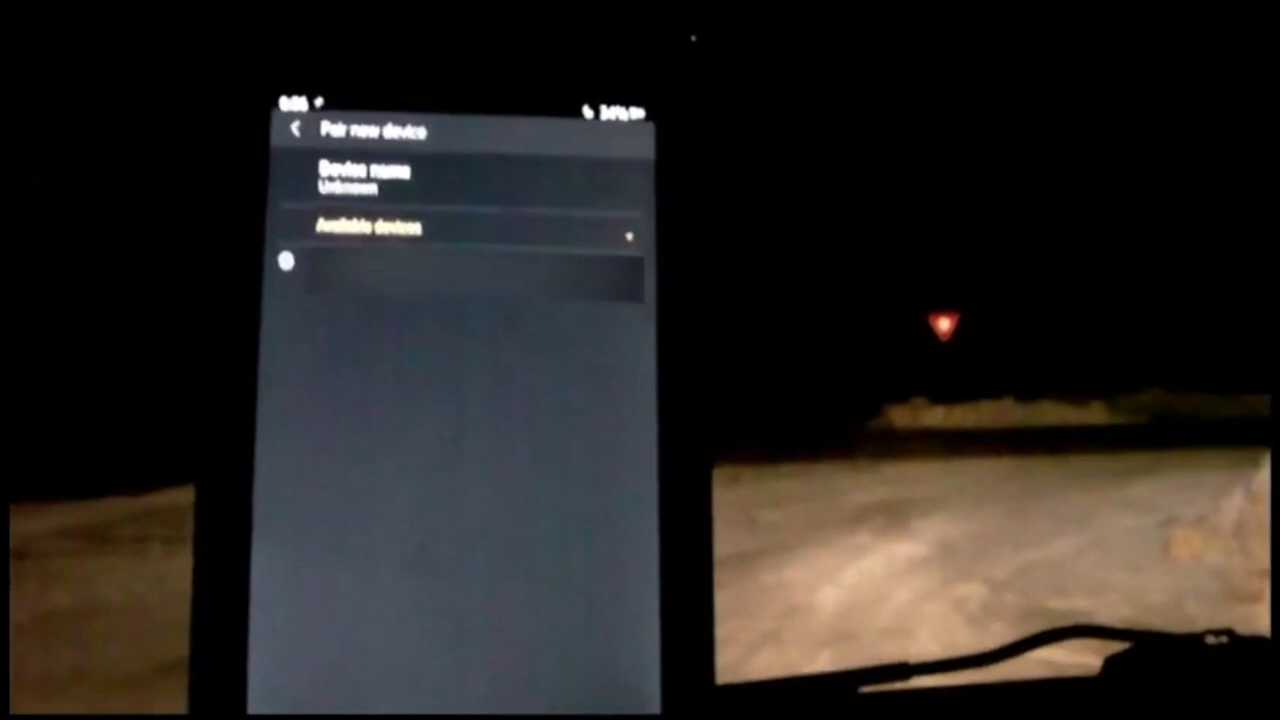 Pair new device
Device name
Unknown
Available devices